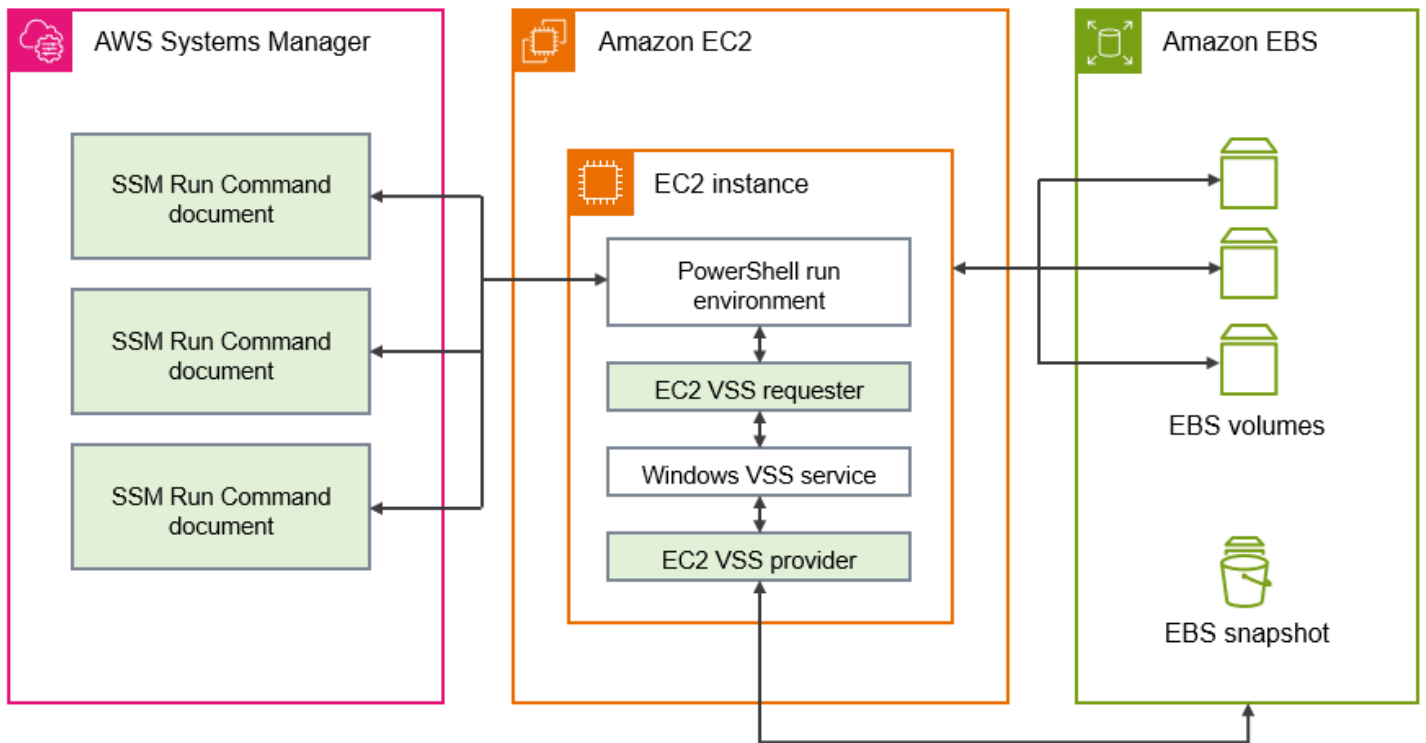 AWS Systems Manager
SSM Run Command
document
SSM Run Command
document
SSM Run Command
document
Amazon EC2
EC2 instance
PowerShell run
environment
EC2 VSS requester
Windows VSS service
EC2 VSS provider
Amazon EBS
EBS volumes
EBS snapshot